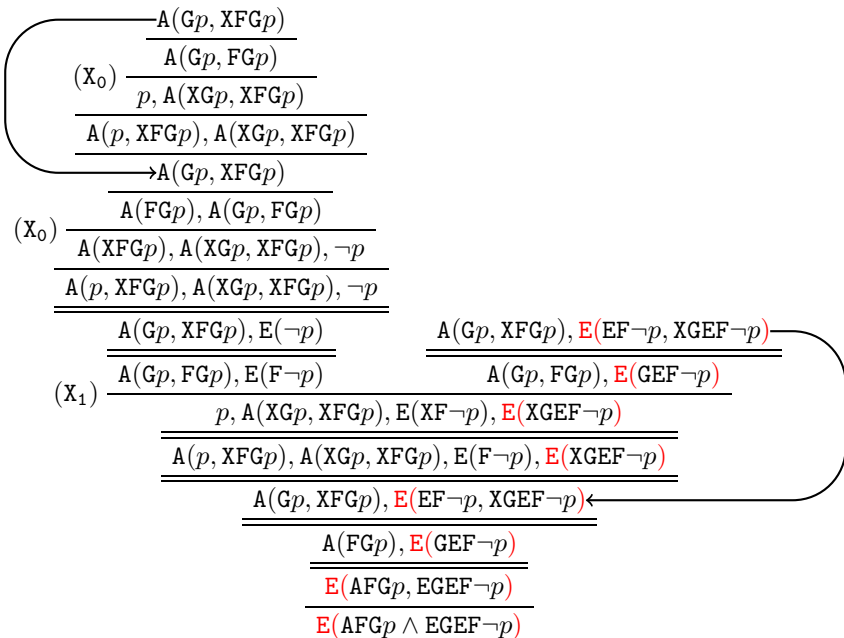 A(Gp, XFGp)
A(Gp, FGp)
(X₀)
p, A(XGp, XFGp)
A(p, XFGp), A(XGp, XFGp)
A(Gp, XFGp)
A(FGp), A(Gp, FGp)
(X₀)
A(XFGp), A(XGp, XFGp), ¬p
A(p, XFGp), A(XGp, XFGp), ¬p
A(Gp, XFGp), E(¬p) A(Gp, XFGp), E(EF¬p, XGEF¬p)
A(Gp, FGp), E(F¬p) A(Gp, FGp), E(GEF¬p)
(X₁)
p, A(XGp, XFGp), E(XF¬p), E(XGEF¬p)
A(p, XFGp), A(XGp, XFGp), E(F¬p), E(XGEF¬p)
A(Gp, XFGp), E(EF¬p, XGEF¬p)
A(FGp), E(GEF¬p)
E(AFGp, EGEF¬p)
E(AFGp ∧ EGEF¬p)